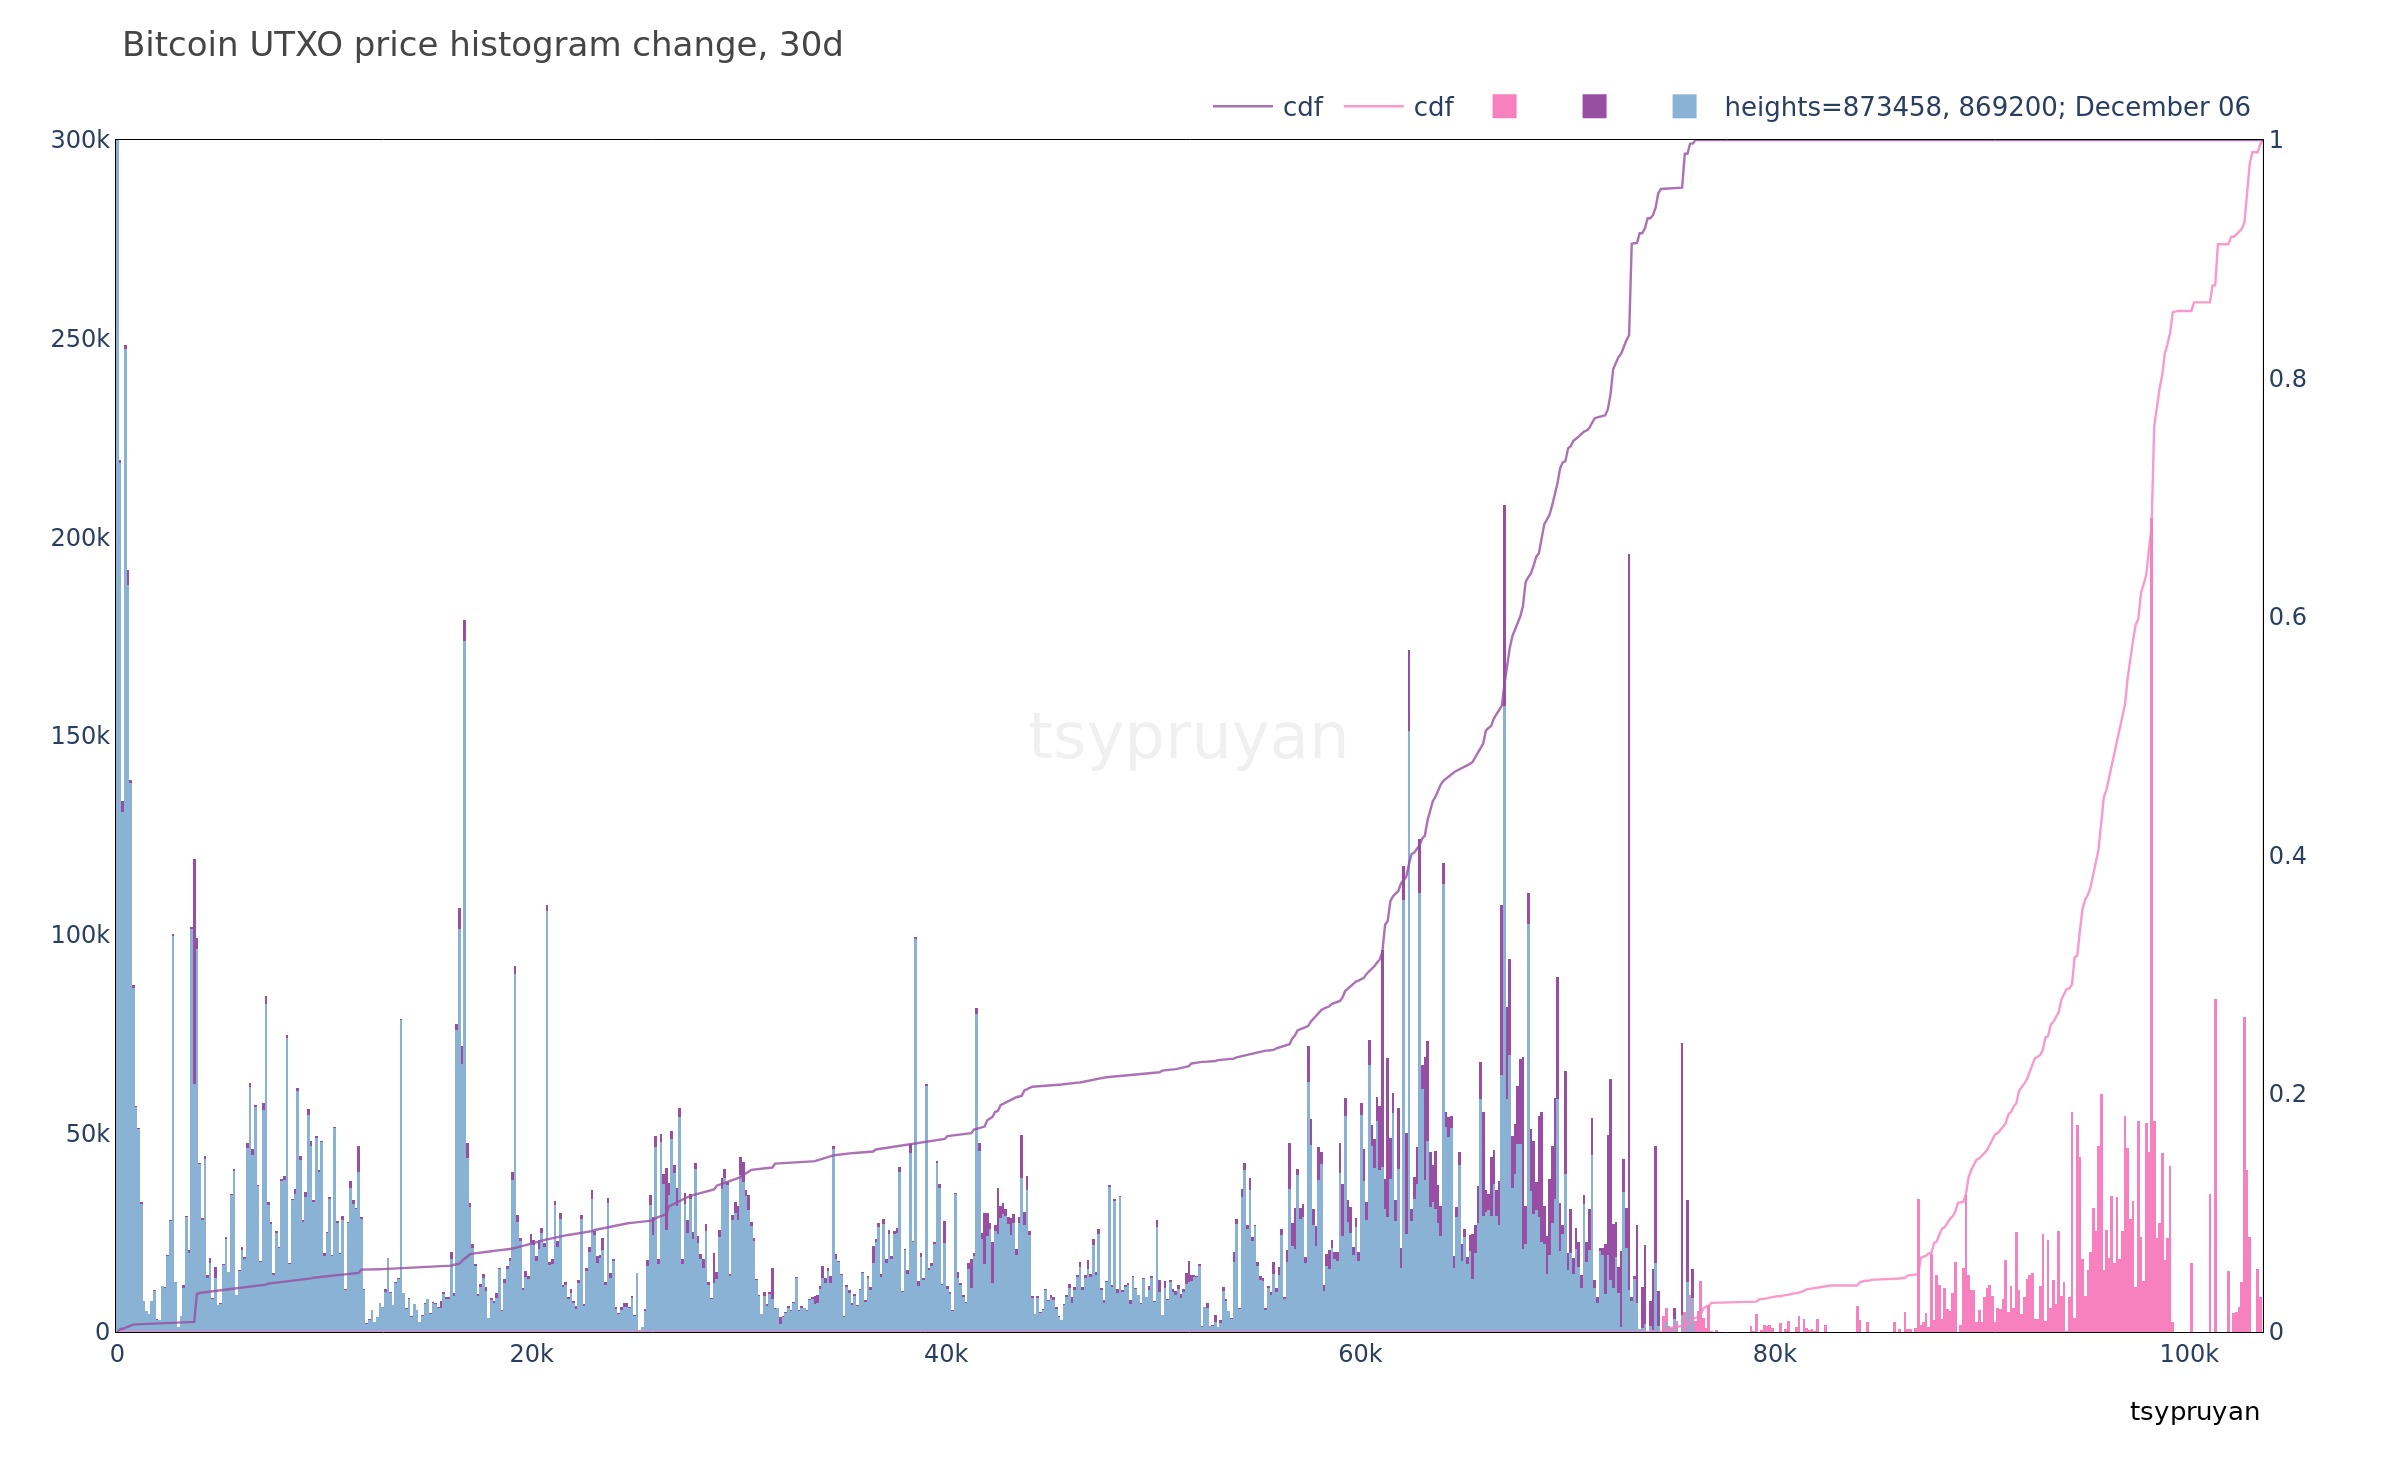 Bitcoin UTXO price histogram change, 30d
cdf cdf heights=873458, 869200; December 06
300k 1
250k
0.8
200k
0.6
150k
tsypruyan
0.4
100k
0.2
50k
0 0
0 20k 40k 60k 80k 100k
tsypruyan